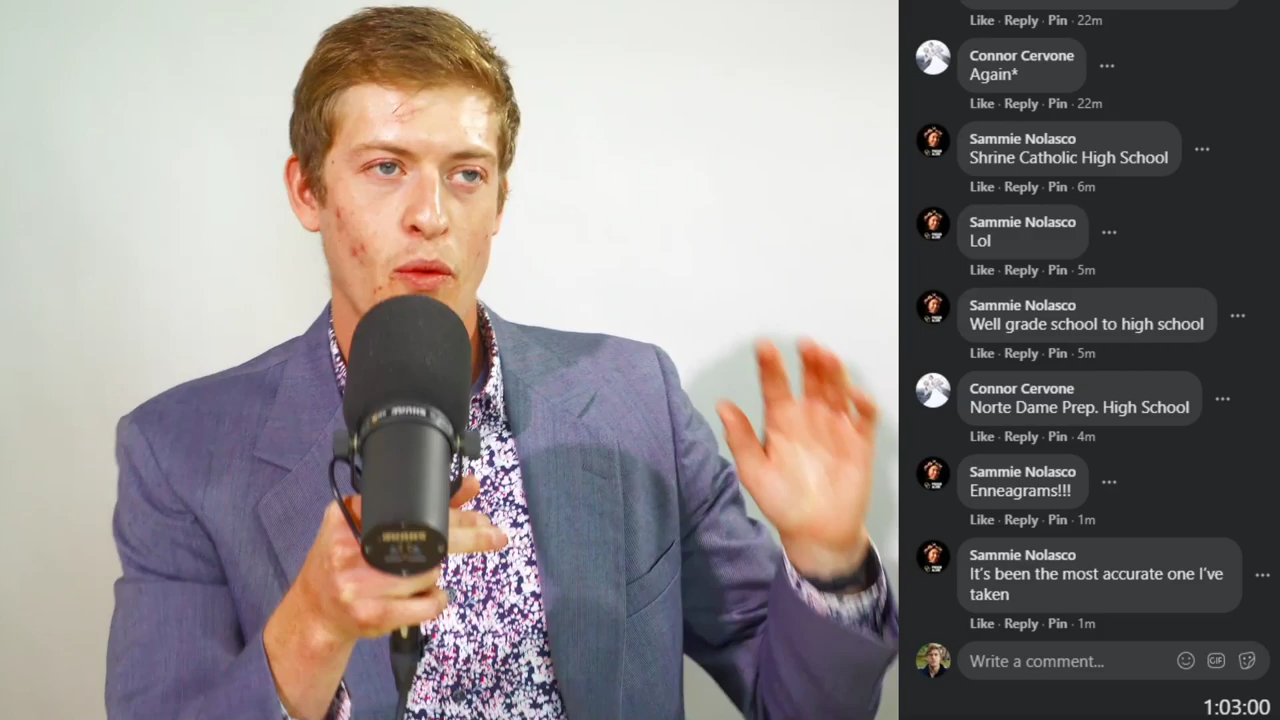 Like · Reply · Pin · 22m
Connor Cervone
Again*
Like · Reply · Pin · 22m
Sammie Nolasco
Shrine Catholic High School
Like · Reply · Pin · 6m
Sammie Nolasco
Lol
Like · Reply · Pin · 5m
Sammie Nolasco
Well grade school to high school
Like · Reply · Pin · 5m
Connor Cervone
Norte Dame Prep. High School
Like · Reply · Pin · 4m
Sammie Nolasco
Enneagrams!!!
Like · Reply · Pin · 1m
Sammie Nolasco
It's been the most accurate one I've
taken
Like · Reply · Pin · 1m
Write a comment...
GIF
1:03:00